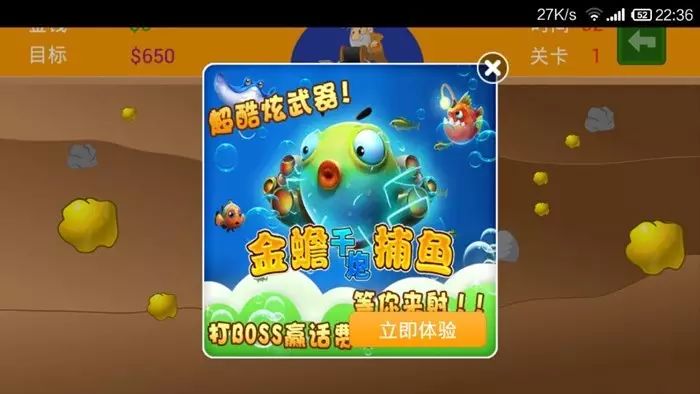 27K/s 52 22:36
目标 $650
关卡 1
超酷炫武器!
金蟾千炮捕鱼
等你来射!!
打BOSS赢话费
立即体验